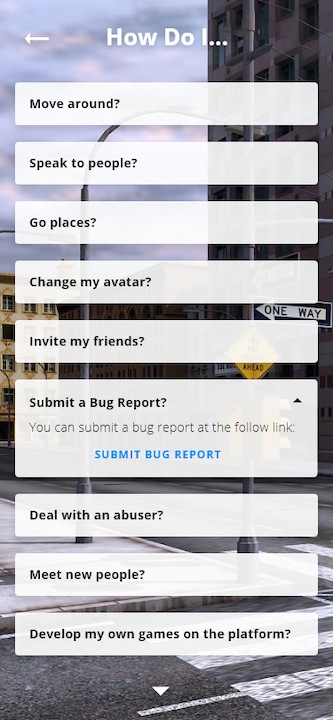 How Do I...
Move around?
Speak to people?
Go places?
Change my avatar?
ONE WAY
Invite my friends?
AHEAD
Submit a Bug Report?
You can submit a bug report at the follow link:
SUBMIT BUG REPORT
Deal with an abuser?
Meet new people?
Develop my own games on the platform?